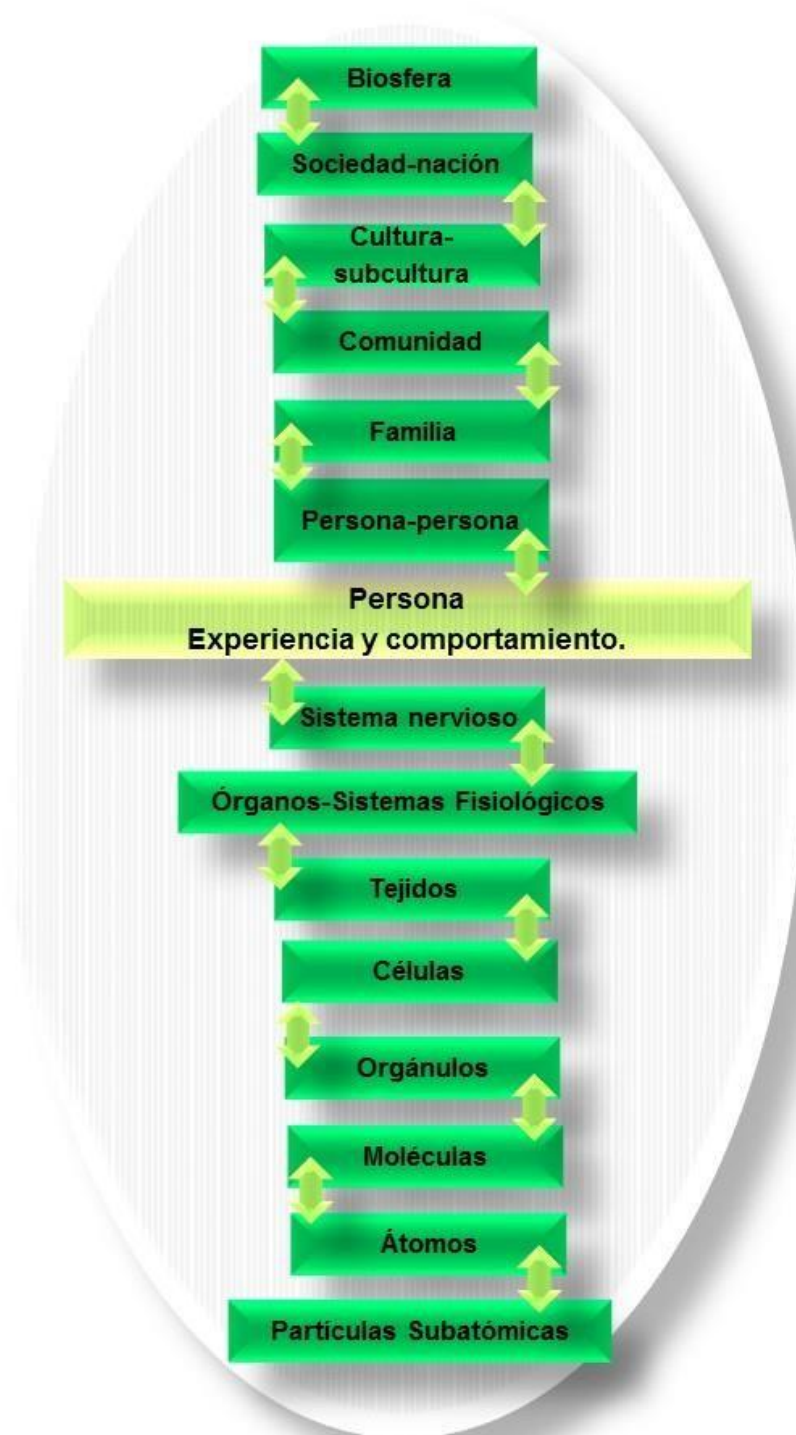 Biosfera
Sociedad-nación
Cultura-
subcultura
Comunidad
Familia
Persona-persona
Persona
Experiencia y comportamiento.
Sistema nervioso
Órganos-Sistemas Fisiológicos
Tejidos
Células
Orgánulos
Moléculas
Átomos
Partículas Subatómicas